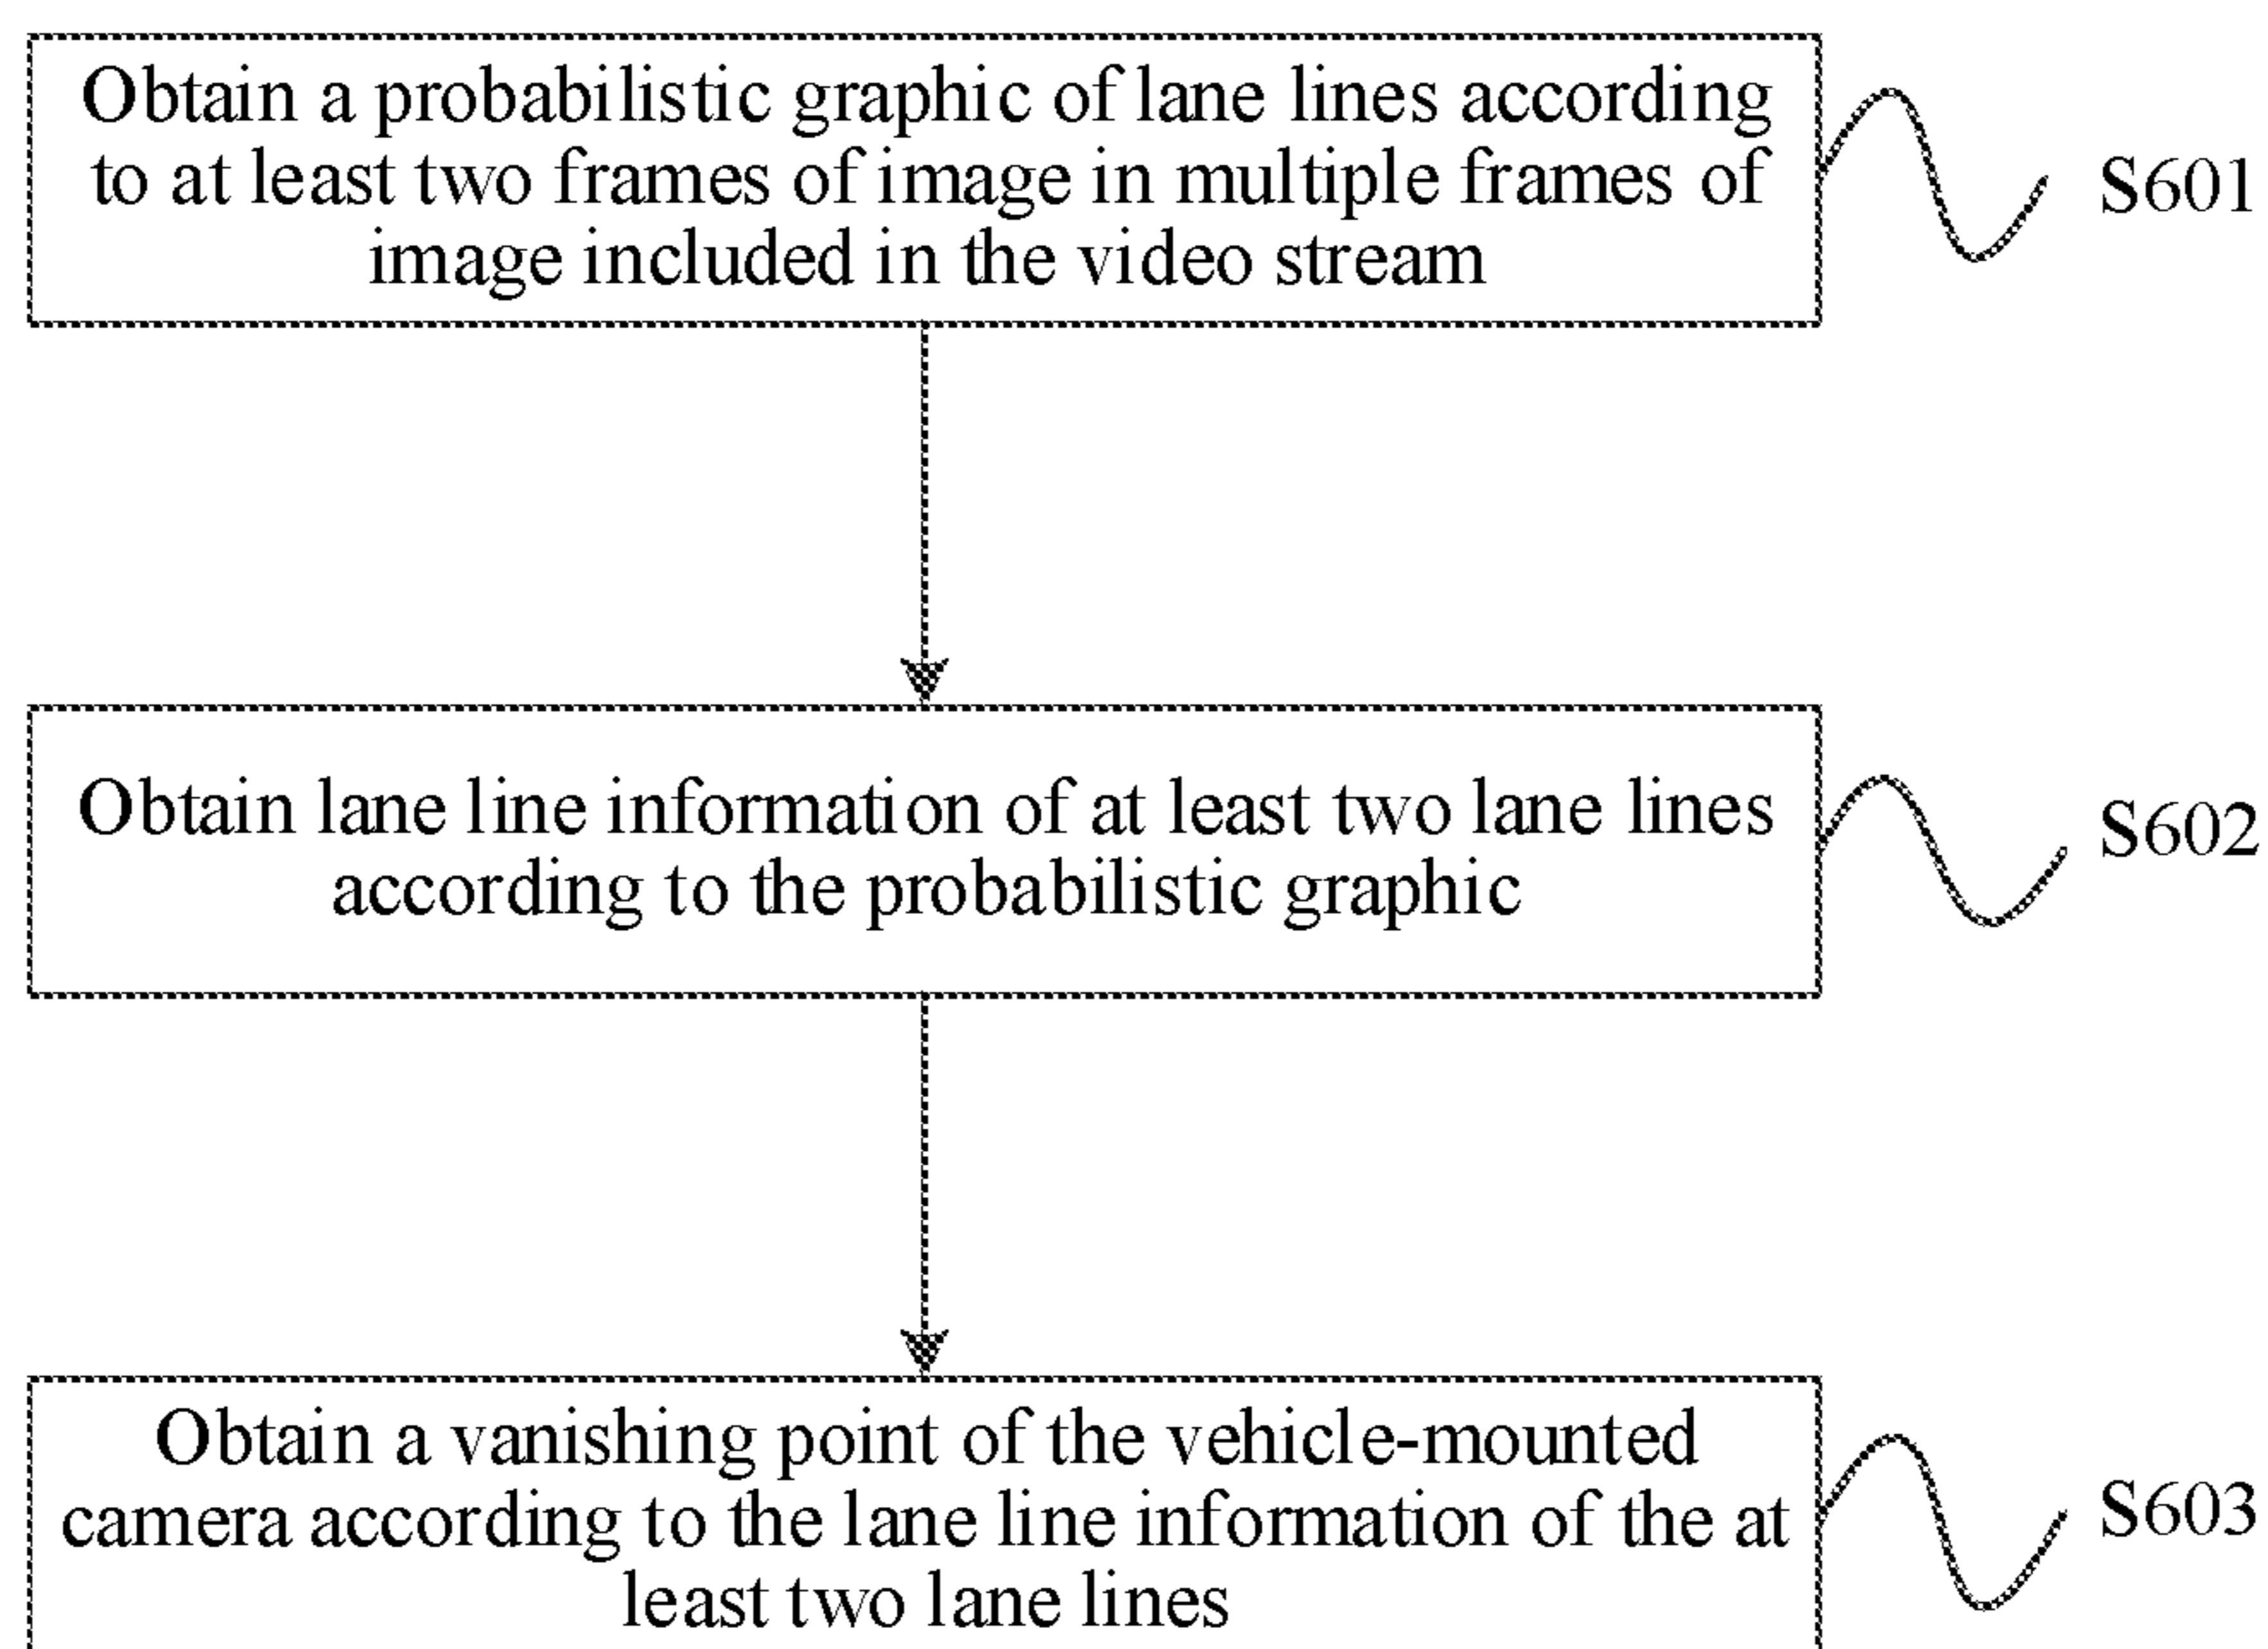 Obtain a probabilistic graphic of lane lines according
to at least two frames of image in multiple frames of
image included in the video stream
S601
Obtain lane line information of at least two lane lines
according to the probabilistic graphic
S602
Obtain a vanishing point of the vehicle-mounted
camera according to the lane line information of the at
least two lane lines
S603